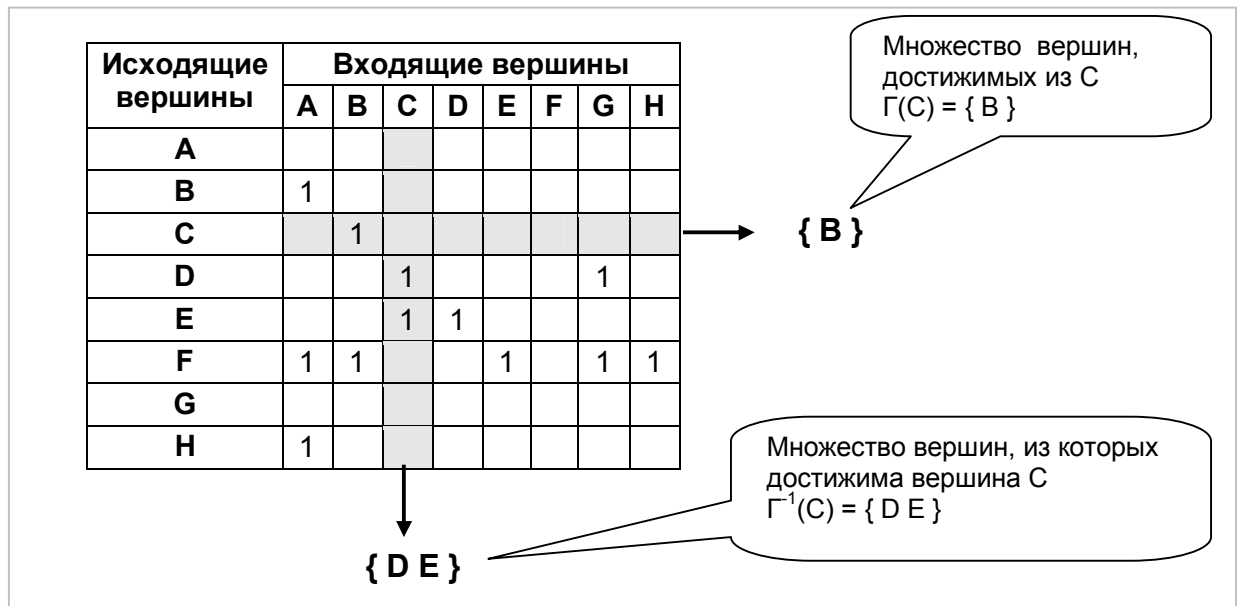 Исходящие вершины Входящие вершины
A B C D E F G H
A
B 1
C 1
D 1 1
E 1 1
F 1 1 1 1 1
G
H 1
Множество вершин,
достижимых из C
Γ(C) = { B }
{ B }
Множество вершин, из которых
достижима вершина C
Γ⁻¹(C) = { D E }
{ D E }